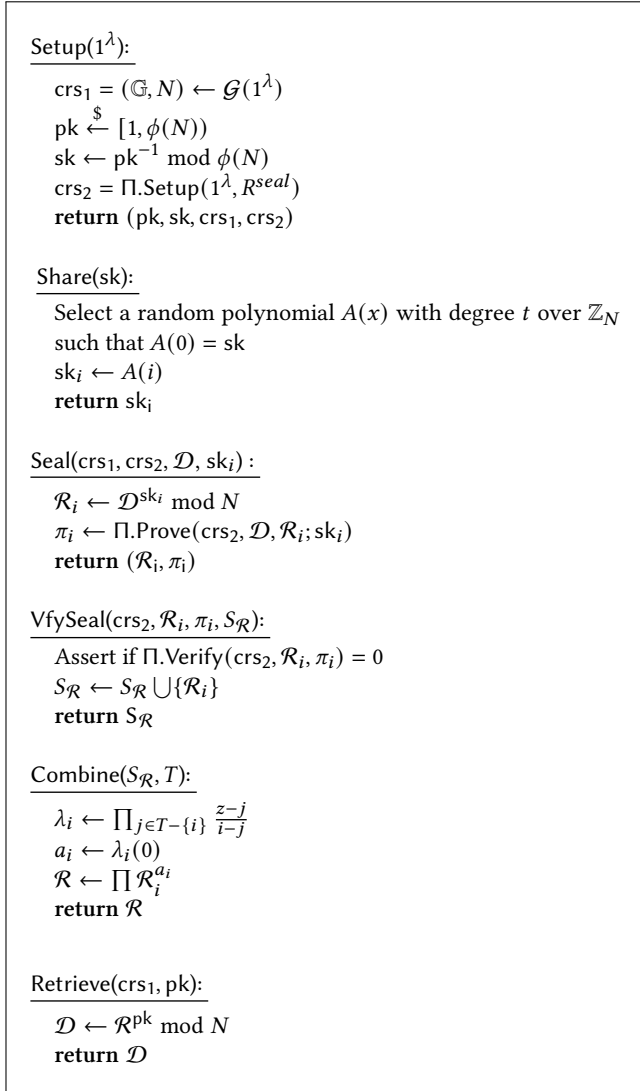 Setup(1^λ):
crs₁ = (𝔾, N) ← 𝒢(1^λ)
pk ←$ [1, ϕ(N))
sk ← pk⁻¹ mod ϕ(N)
crs₂ = Π.Setup(1^λ, R^seal)
return (pk, sk, crs₁, crs₂)
Share(sk):
Select a random polynomial A(x) with degree t over ℤ_N
such that A(0) = sk
sk_i ← A(i)
return sk_i
Seal(crs₁, crs₂, 𝒟, sk_i) :
ℛ_i ← 𝒟^{sk_i} mod N
π_i ← Π.Prove(crs₂, 𝒟, ℛ_i; sk_i)
return (ℛ_i, π_i)
VfySeal(crs₂, ℛ_i, π_i, S_ℛ):
Assert if Π.Verify(crs₂, ℛ_i, π_i) = 0
S_ℛ ← S_ℛ ⋃{ℛ_i}
return S_ℛ
Combine(S_ℛ, T):
λ_i ← ∏_{j∈T−{i}} \frac{z−j}{i−j}
a_i ← λ_i(0)
ℛ ← ∏ ℛ_i^{a_i}
return ℛ
Retrieve(crs₁, pk):
𝒟 ← ℛ^{pk} mod N
return 𝒟